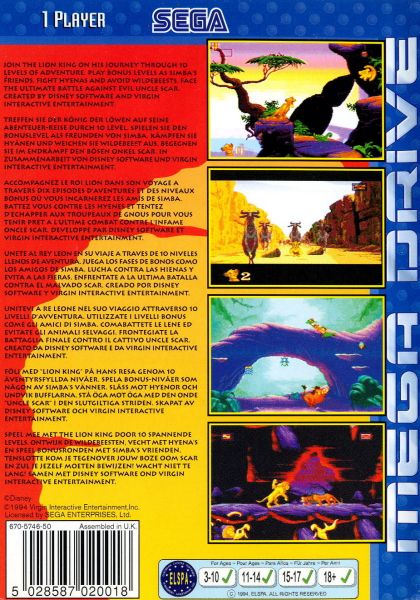 1 PLAYER
SEGA
JOIN THE LION KING ON HIS JOURNEY THROUGH 10
LEVELS OF ADVENTURE. PLAY BONUS LEVELS AS SIMBA'S
FRIENDS, FIGHT HYENAS AND AVOID WILDEBEESTS. FACE
THE ULTIMATE BATTLE AGAINST EVIL UNCLE SCAR.
CREATED BY DISNEY SOFTWARE AND VIRGIN
INTERACTIVE ENTERTAINMENT.
TREFFEN SIE DER KÖNIG DER LÖWEN AUF SEINE
ABENTEUER-REISE DURCH 10 LEVEL. SPIELEN SIE DEN
BONUSLEVEL ALS FREUNDEN VON SIMBA. KÄMPFEN SIE
HYÄNEN UND WEICHEN SIE WILDEBEEST AUS. BEGEGNEN
SIE IM ENDKAMPF DEN BÖSEN ONKEL SCAR. IN
ZUSAMMENARBEIT VON DISNEY SOFTWARE UND VIRGIN
INTERACTIVE ENTERTAINMENT.
ACCOMPAGNEZ LE ROI LION DANS SON VOYAGE A
TRAVERS DIX EPISODES D'AVENTURES ET DES NIVEAUX
BONUS OÙ VOUS INCARNEREZ LES AMIS DE SIMBA.
BATTEZ VOUS CONTRE LES HYENES ET TENTEZ
D'ECHAPPER AUX TROUPEAUX DE GNOUS POUR VOUS
TENIR PRET A L'ULTIME COMBAT CONTRE L'INFAME
ONCLE SCAR. DEVELOPPE PAR DISNEY SOFTWARE ET
VIRGIN INTERACTIVE ENTERTAINMENT.
UNETE AL REY LEON EN SU VIAJE A TRAVES DE 10 NIVELES
LLENOS DE AVENTURA. JUEGA LOS FASES DE BONOS COMO
LOS AMIGOS DE SIMBA. LUCHA CONTRA LAS HIENAS Y
EVITA A LAS FIERAS. ENFRENTATE A LA ULTIMA BATALLA
CONTRA EL MALVADO SCAR. CREADO POR DISNEY
SOFTWARE Y VIRGIN INTERACTIVE ENTERTAINMENT.
UNITEVI A RE LEONE NEL SUO VIAGGIO ATTRAVERSO 10
LIVELLI D'AVVENTURA. UTILIZZATE I LIVELLI BONUS
COME GLI AMICI DI SIMBA. COMABATTETE LE LENE ED
EVITATE GLI ANIMALI SELVAGGI. FRONTEGIATE LA
BATTAGLIA FINALE CONTRO IL CATTIVO UNCLE SCAR.
CREATO DA DISNEY SOFTWARE E DA VIRGIN INTERACTIVE
ENTERTAINMENT.
FÖLJ MED 'LION KING' PÅ HANS RESA GENOM 10
ÄVENTYRSFYLLDA NIVÅER. SPELA BONUS-NIVÅER SOM
NÅGON AV SIMBA'S VÄNNER. SLÅSS MOT HYENOR OCH
UNDVIK BUFFLARNA. STÅ ÖGA MOT ÖGA MED DEN ONDE
"UNCLE SCAR" I DEN SLUTGILTIGA STRIDEN. SKAPAT AV
DISNEY SOFTWARE OCH VIRGIN INTERACTIVE
ENTERTAINMENT.
SPEEL MEE MET THE LION KING DOOR 10 SPANNENDE
LEVELS. ONTWIJK DE WILDEBEESTEN. VECHT MET HYENA'S
EN SPEEL BONUSRONDEN MET SIMBA'S VRIENDEN.
TENSLOTTE KOM JE TEGENOVER JOUW BOZE OOM SCAR
EN ZUL JE JEZELF MOETEN BEWIJZEN! WACHT NIET TE
LANG! SAMEN MET DISNEY SOFTWARE OND VIRGIN
INTERACTIVE ENTERTAINMENT.
©Disney
©1994 Virgin Interactive Entertainment,Inc.
Licensed by SEGA ENTERPRISES, Ltd.
670-5746-50
Assembled in U.K.
5 028587 020018
2
MEGA DRIVE
ELSPA
For Ages – Pour Ages – Para Años – Für Jahre – Per Anni
3-10 ✓ 11-14 ✓ 15-17 ✓ 18+ ✓
© 1994. ELSPA. ALL RIGHTS RESERVED